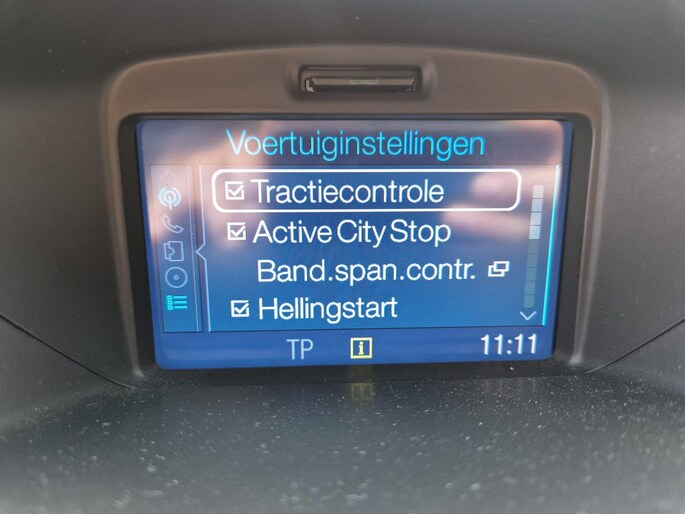 Voertuiginstellingen
Tractiecontrole
Active City Stop
Band.span.contr.
Hellingstart
TP i 11:11